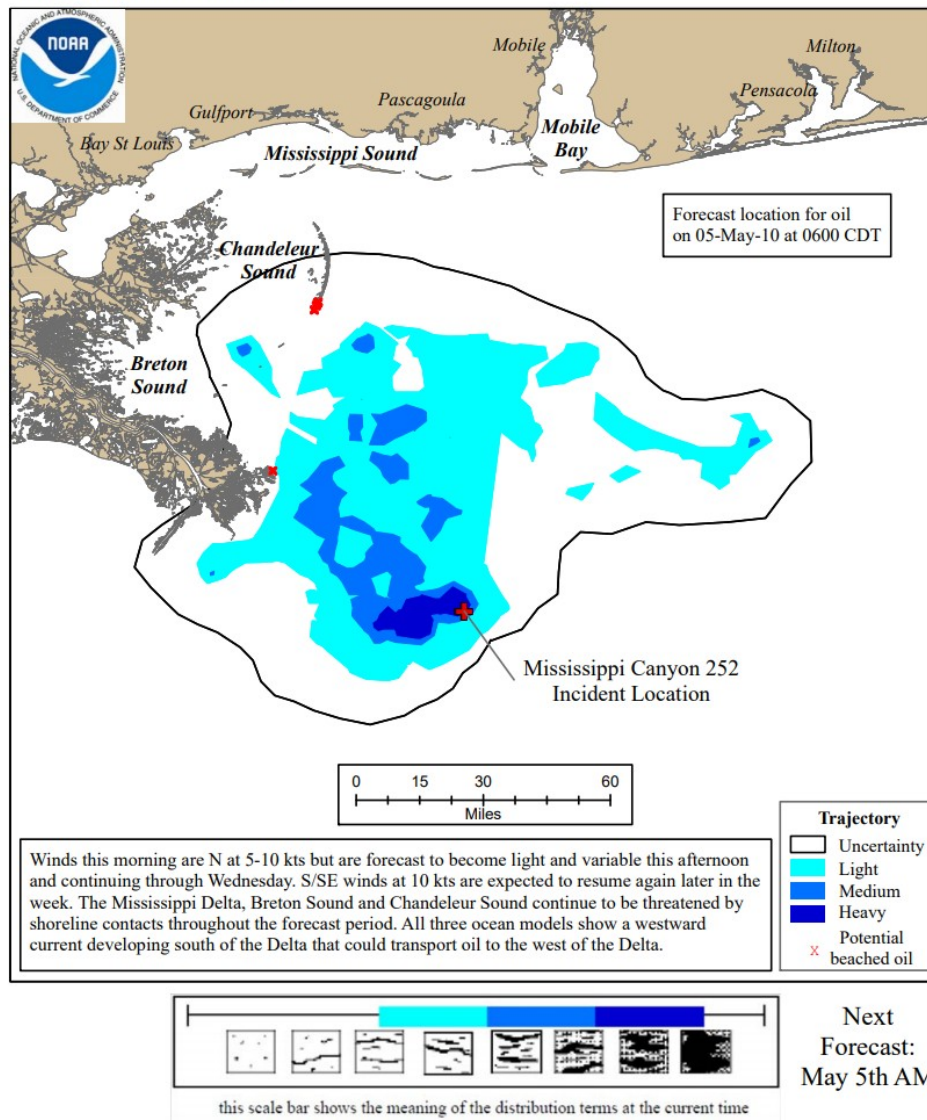 NATIONAL OCEANIC AND ATMOSPHERIC ADMINISTRATION
NOAA
U.S. DEPARTMENT OF COMMERCE
Mobile
Milton
Pensacola
Pascagoula
Gulfport
Bay St Louis
Mobile
Bay
Mississippi Sound
Forecast location for oil
on 05-May-10 at 0600 CDT
Chandeleur
Sound
Breton
Sound
Mississippi Canyon 252
Incident Location
0 15 30 60
Miles
Trajectory
Uncertainty
Light
Medium
Heavy
x Potential
beached oil
Winds this morning are N at 5-10 kts but are forecast to become light and variable this afternoon
and continuing through Wednesday. S/SE winds at 10 kts are expected to resume again later in the
week. The Mississippi Delta, Breton Sound and Chandeleur Sound continue to be threatened by
shoreline contacts throughout the forecast period. All three ocean models show a westward
current developing south of the Delta that could transport oil to the west of the Delta.
Next
Forecast:
May 5th AM
this scale bar shows the meaning of the distribution terms at the current time